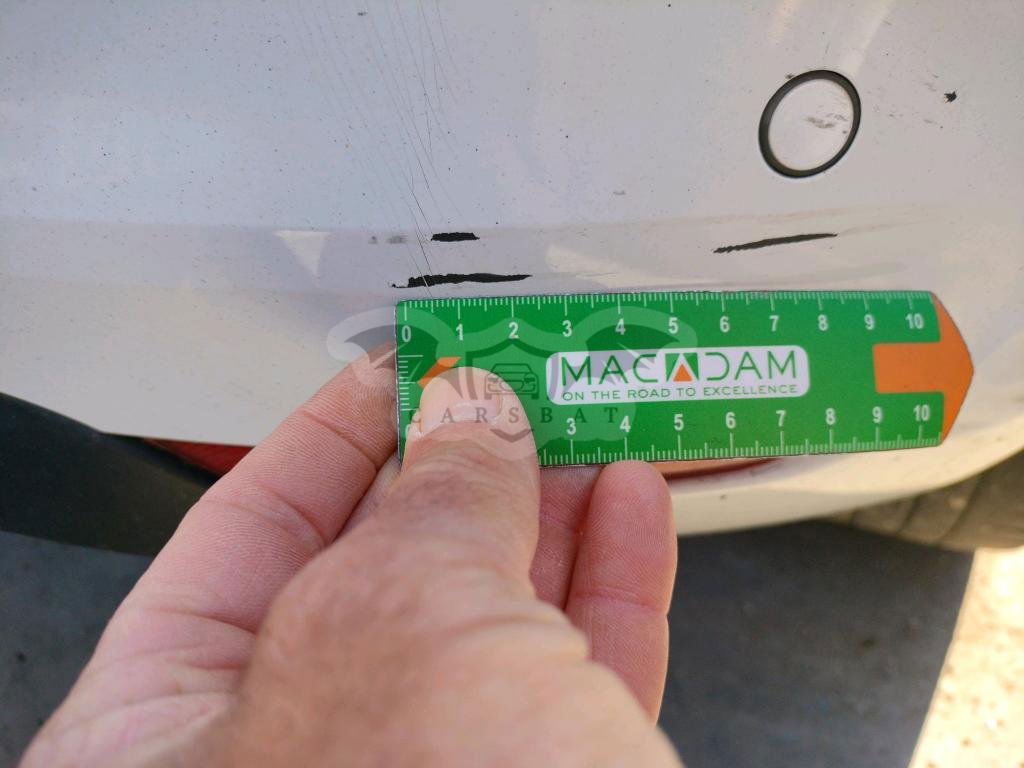 0 1 2 3 4 5 6 7 8 9 10
MACADAM
ON THE ROAD TO EXCELLENCE
CARSBAT
3 4 5 6 7 8 9 10